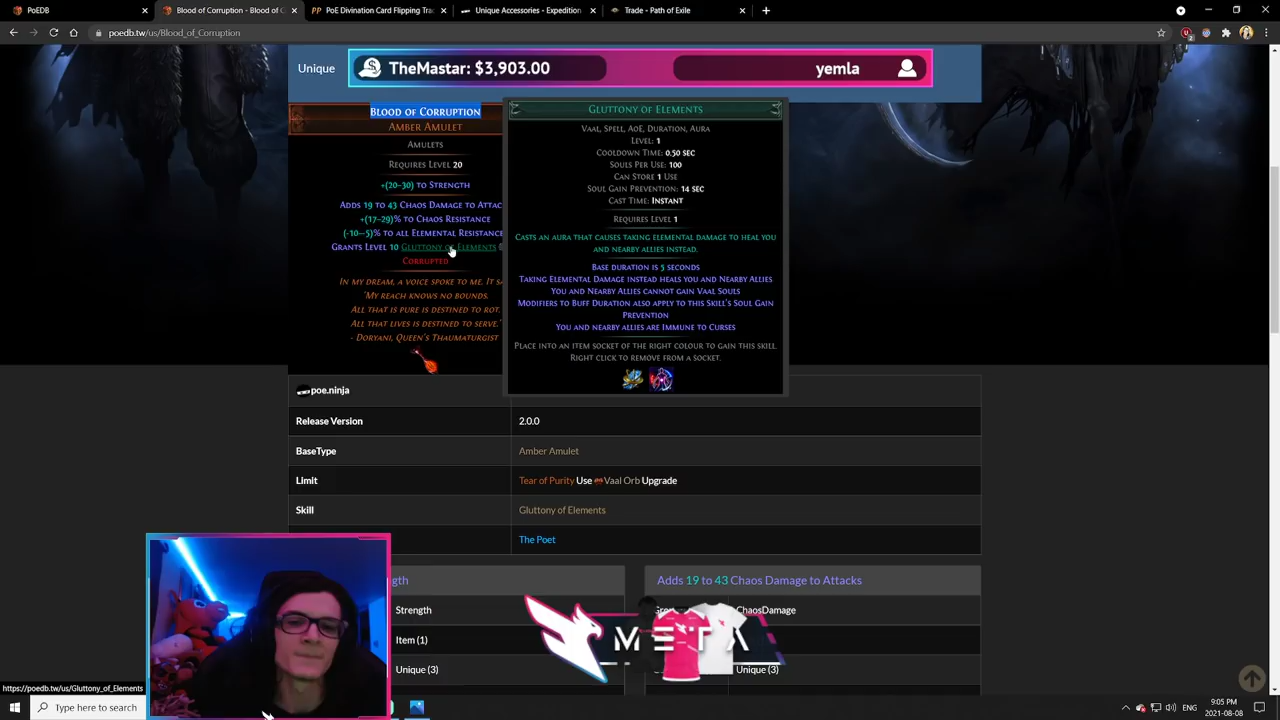 PoEDB
Blood of Corruption - Blood of C
PoE Divination Card Flipping Tra
Unique Accessories - Expedition
Trade - Path of Exile
poedb.tw/us/Blood_of_Corruption
Unique
TheMastar: $3,903.00
yemla
Blood of Corruption
Amber Amulet
Amulets
Requires Level 20
+(20–30) to Strength
Adds 19 to 43 Chaos Damage to Attac
+(17–29)% to Chaos Resistance
(-10–-5)% to all Elemental Resistance
Grants Level 10 Gluttony of Elements
Corrupted
In my dream, a voice spoke to me. It sa
'My reach knows no bounds.
All that is pure is destined to rot.
All that lives is destined to serve.'
- Doryani, Queen's Thaumaturgist
Gluttony of Elements
Vaal, Spell, AoE, Duration, Aura
Level: 1
Cooldown Time: 0.50 sec
Souls Per Use: 100
Can Store 1 Use
Soul Gain Prevention: 14 sec
Cast Time: Instant
Requires Level 1
Casts an aura that causes taking elemental damage to heal you
and nearby allies instead.
Base duration is 5 seconds
Taking Elemental Damage instead heals you and Nearby Allies
You and Nearby Allies cannot gain Vaal Souls
Modifiers to Buff Duration also apply to this Skill's Soul Gain
Prevention
You and nearby allies are Immune to Curses
Place into an item socket of the right colour to gain this skill.
Right click to remove from a socket.
poe.ninja
Release Version
2.0.0
BaseType
Amber Amulet
Limit
Tear of Purity Use Vaal Orb Upgrade
Skill
Gluttony of Elements
The Poet
gth
Adds 19 to 43 Chaos Damage to Attacks
Strength
ChaosDamage
Item (1)
META
Unique (3)
Unique (3)
https://poedb.tw/us/Gluttony_of_Elements
Type here to search
ENG
9:05 PM
2021-08-08